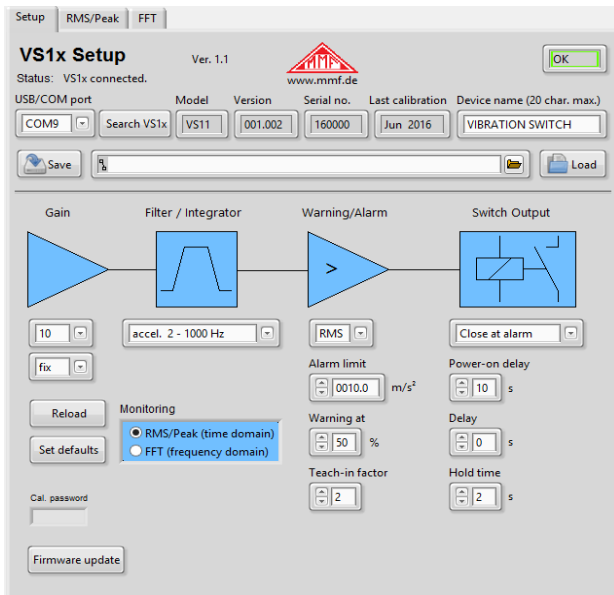 Setup RMS/Peak FFT
VS1x Setup Ver. 1.1 MMF OK
Status: VS1x connected. www.mmf.de
USB/COM port Model Version Serial no. Last calibration Device name (20 char. max.)
COM9 Search VS1x VS11 001.002 160000 Jun 2016 VIBRATION SWITCH
Save Load
Gain Filter / Integrator Warning/Alarm Switch Output
>
10 accel. 2 - 1000 Hz RMS Close at alarm
fix Alarm limit Power-on delay
0010.0 m/s² 10 s
Reload Monitoring Warning at Delay
RMS/Peak (time domain)
Set defaults FFT (frequency domain) 50 % 0 s
Teach-in factor Hold time
Cal. password 2 2 s
Firmware update